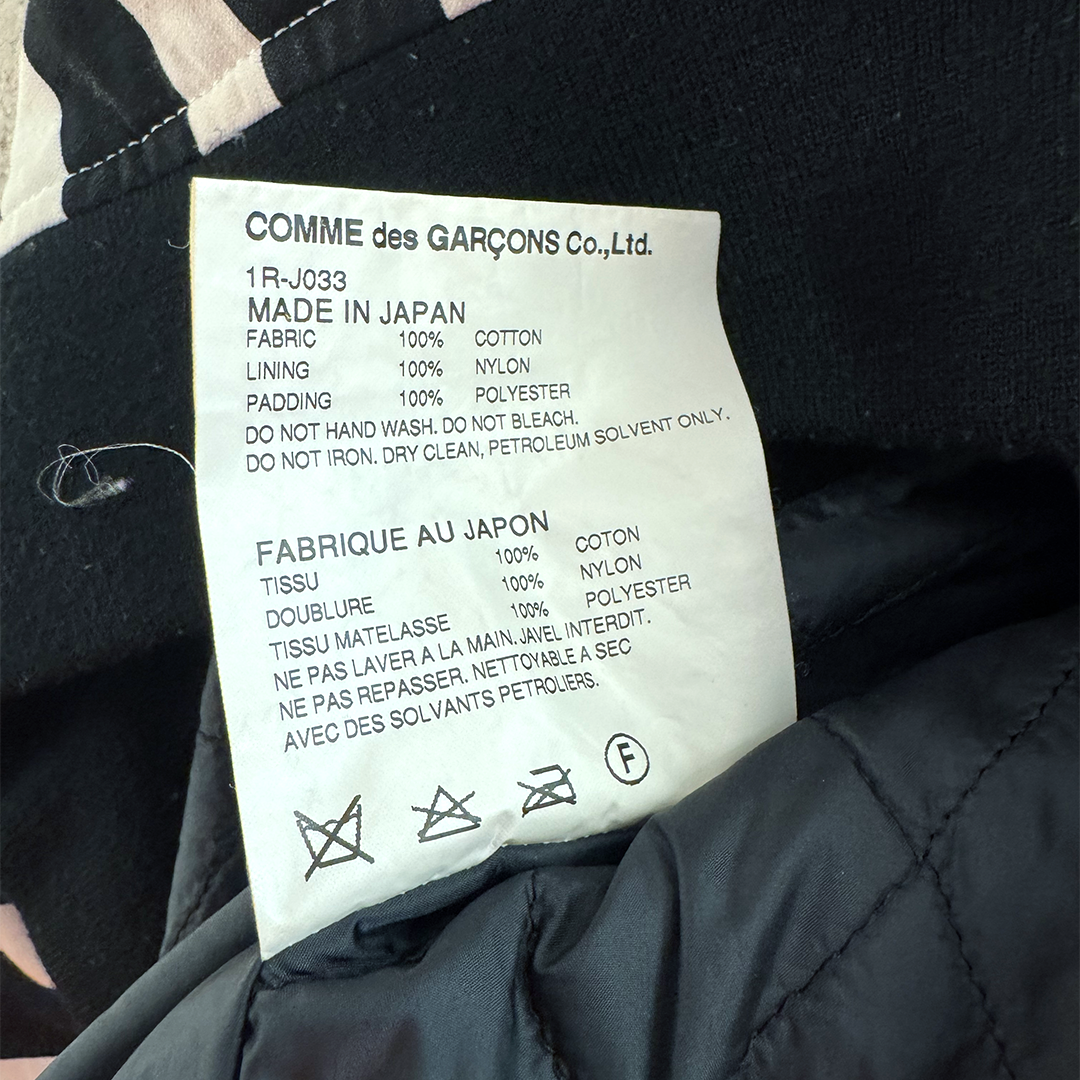 COMME des GARÇONS Co.,Ltd.
1R-J033
MADE IN JAPAN
FABRIC 100% COTTON
LINING 100% NYLON
PADDING 100% POLYESTER
DO NOT HAND WASH. DO NOT BLEACH.
DO NOT IRON. DRY CLEAN, PETROLEUM SOLVENT ONLY.
FABRIQUE AU JAPON
TISSU 100% COTON
DOUBLURE 100% NYLON
TISSU MATELASSE 100% POLYESTER
NE PAS LAVER A LA MAIN. JAVEL INTERDIT.
NE PAS REPASSER. NETTOYABLE A SEC
AVEC DES SOLVANTS PETROLIERS.
F